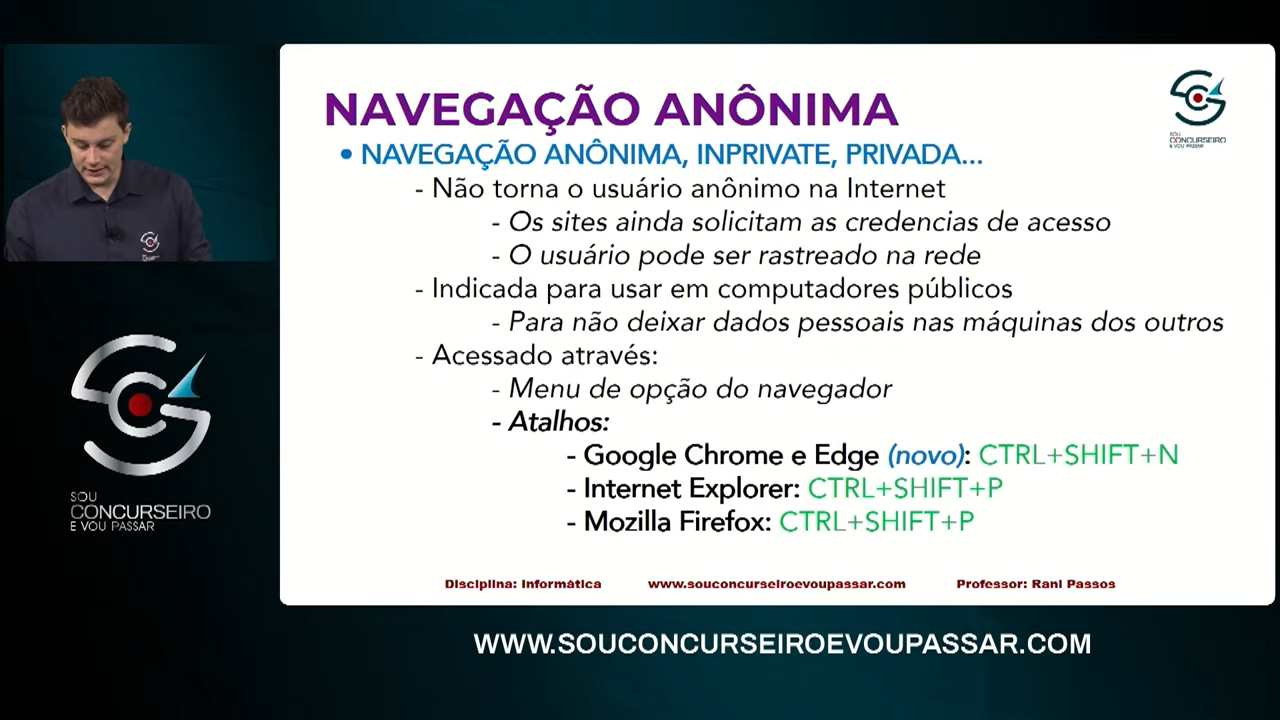 NAVEGAÇÃO ANÔNIMA
• NAVEGAÇÃO ANÔNIMA, INPRIVATE, PRIVADA...
- Não torna o usuário anônimo na Internet
- Os sites ainda solicitam as credencias de acesso
- O usuário pode ser rastreado na rede
- Indicada para usar em computadores públicos
- Para não deixar dados pessoais nas máquinas dos outros
- Acessado através:
- Menu de opção do navegador
- Atalhos:
- Google Chrome e Edge (novo): CTRL+SHIFT+N
- Internet Explorer: CTRL+SHIFT+P
- Mozilla Firefox: CTRL+SHIFT+P
Disciplina: Informática www.souconcurseiroevoupassar.com Professor: Rani Passos
SOU
CONCURSEIRO
E VOU PASSAR
SOU
CONCURSEIRO
E VOU PASSAR
WWW.SOUCONCURSEIROEVOUPASSAR.COM